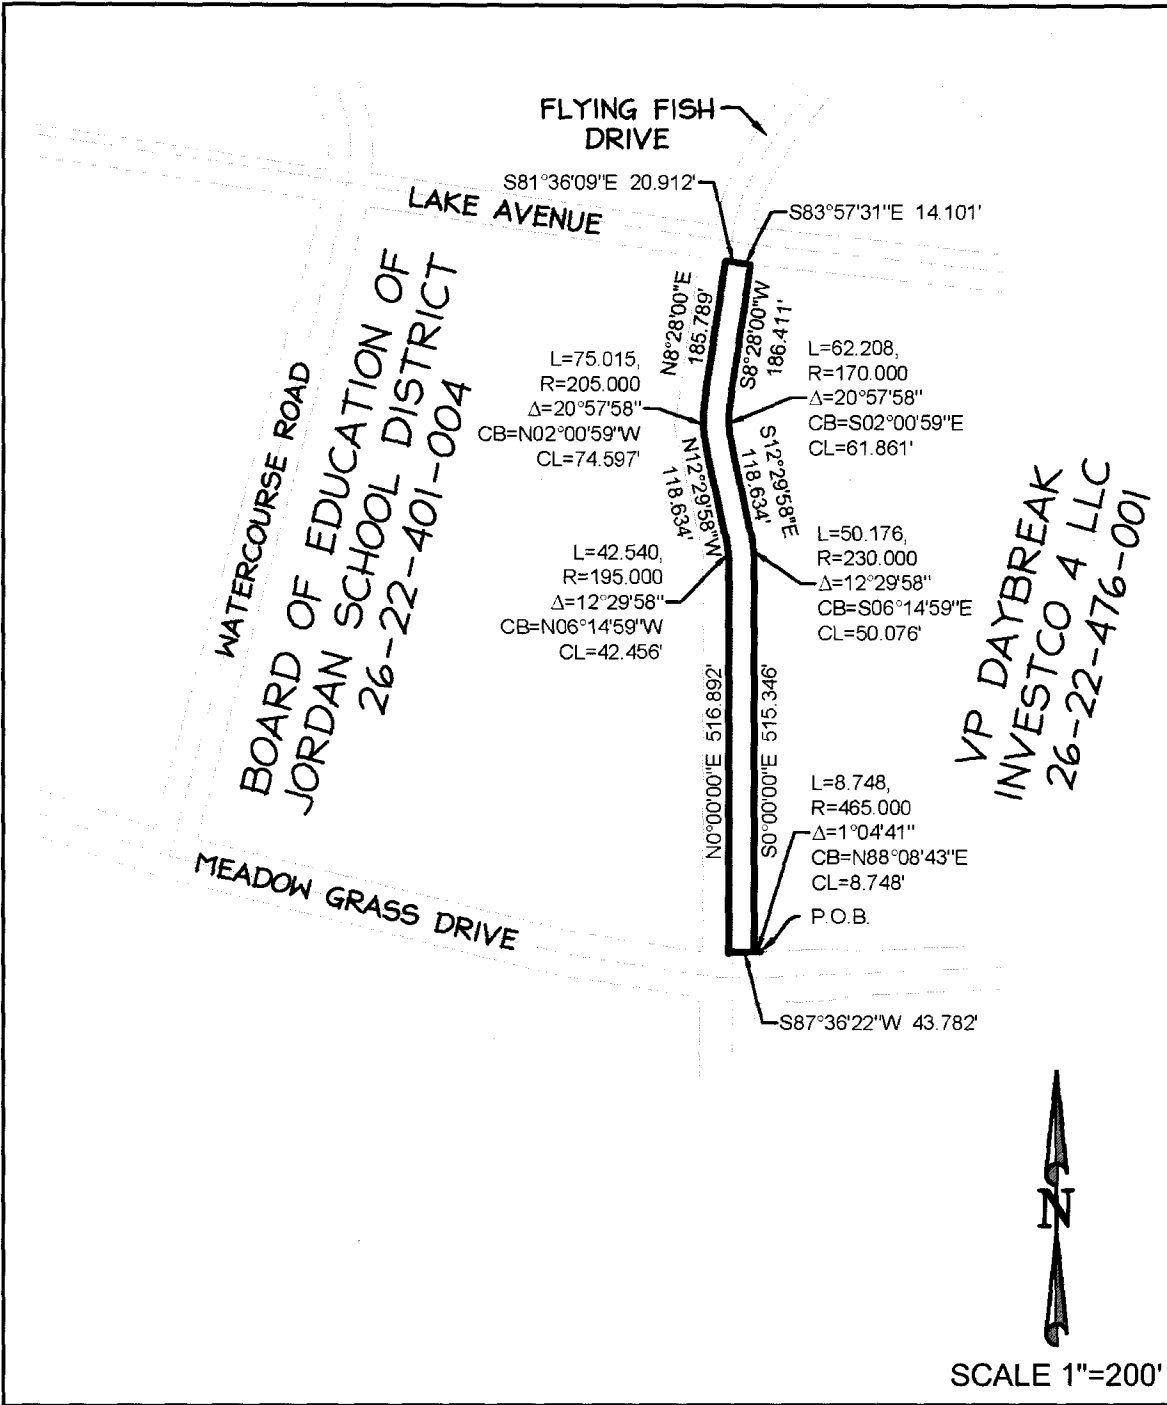 FLYING FISH
DRIVE
S81°36'09"E 20.912'
S83°57'31"E 14.101'
LAKE AVENUE
N8°28'00"E
185.789'
S8°28'00"W
186.411'
L=75.015,
R=205.000
Δ=20°57'58"
CB=N02°00'59"W
CL=74.597'
L=62.208,
R=170.000
Δ=20°57'58"
CB=S02°00'59"E
CL=61.861'
N12°29'58"W
118.634'
S12°29'58"E
118.634'
WATERCOURSE ROAD
BOARD OF EDUCATION OF
JORDAN SCHOOL DISTRICT
26-22-401-004
L=42.540,
R=195.000
Δ=12°29'58"
CB=N06°14'59"W
CL=42.456'
L=50.176,
R=230.000
Δ=12°29'58"
CB=S06°14'59"E
CL=50.076'
VP DAYBREAK
INVESTCO 4 LLC
26-22-476-001
N0°00'00"E 516.892'
S0°00'00"E 515.346'
L=8.748,
R=465.000
Δ=1°04'41"
CB=N88°08'43"E
CL=8.748'
P.O.B.
MEADOW GRASS DRIVE
S87°36'22"W 43.782'
N
SCALE 1"=200'